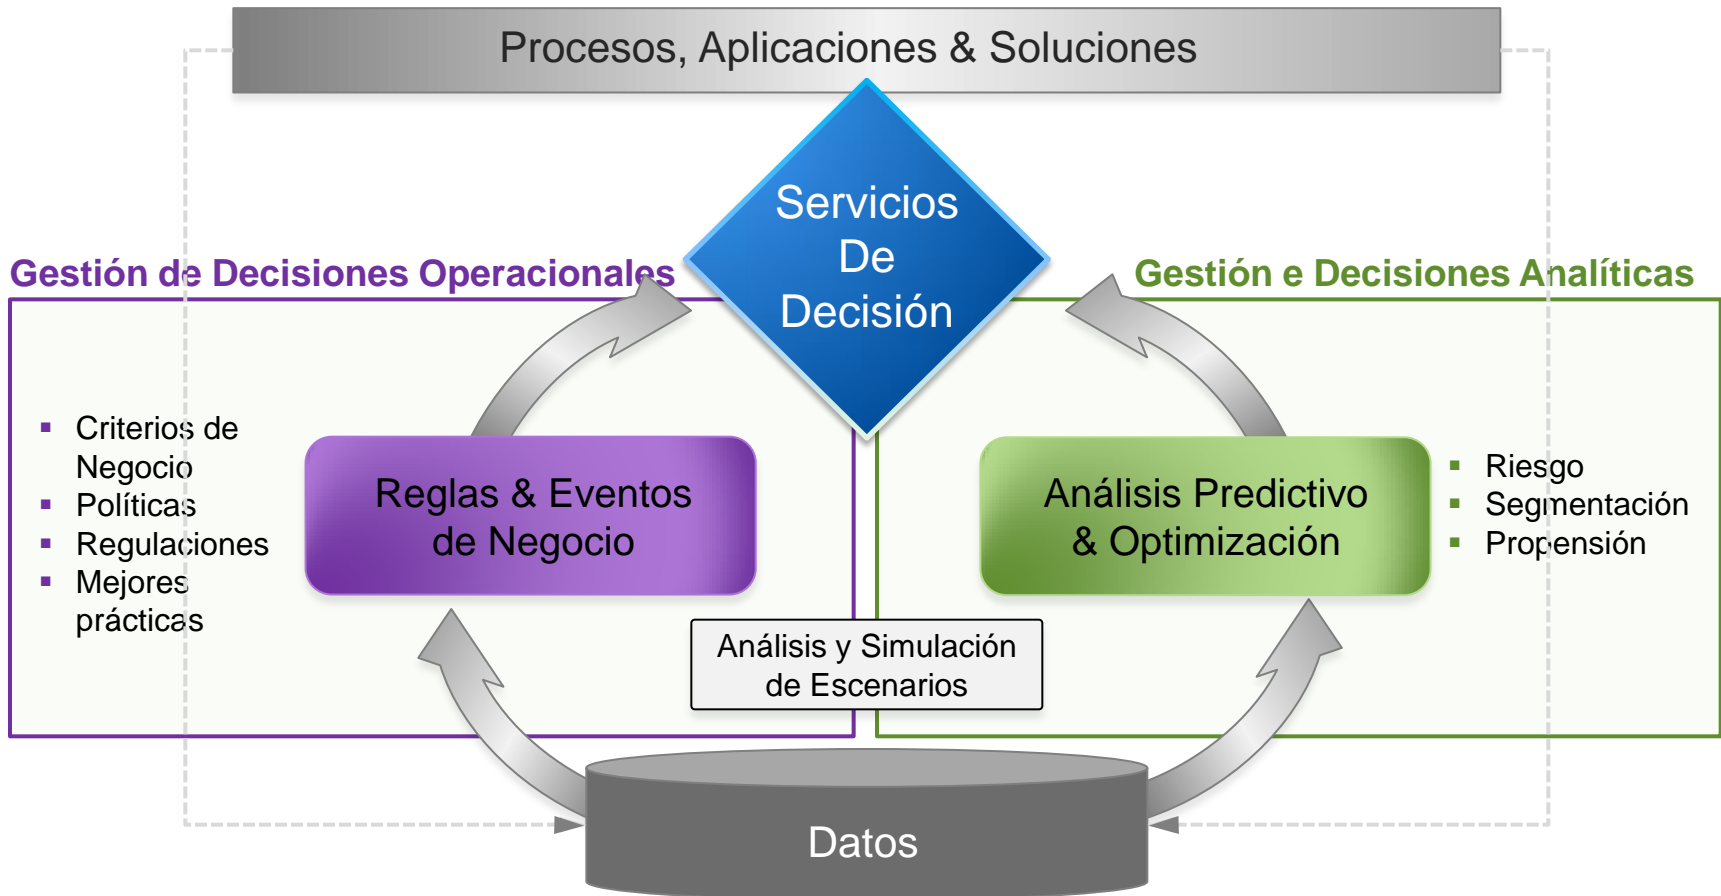 Procesos, Aplicaciones & Soluciones
Servicios
De
Decisión
Gestión de Decisiones Operacionales
Gestión e Decisiones Analíticas
▪ Criterios de
Negocio
▪ Políticas
▪ Regulaciones
▪ Mejores
prácticas
Reglas & Eventos
de Negocio
Análisis Predictivo
& Optimización
▪ Riesgo
▪ Segmentación
▪ Propensión
Análisis y Simulación
de Escenarios
Datos